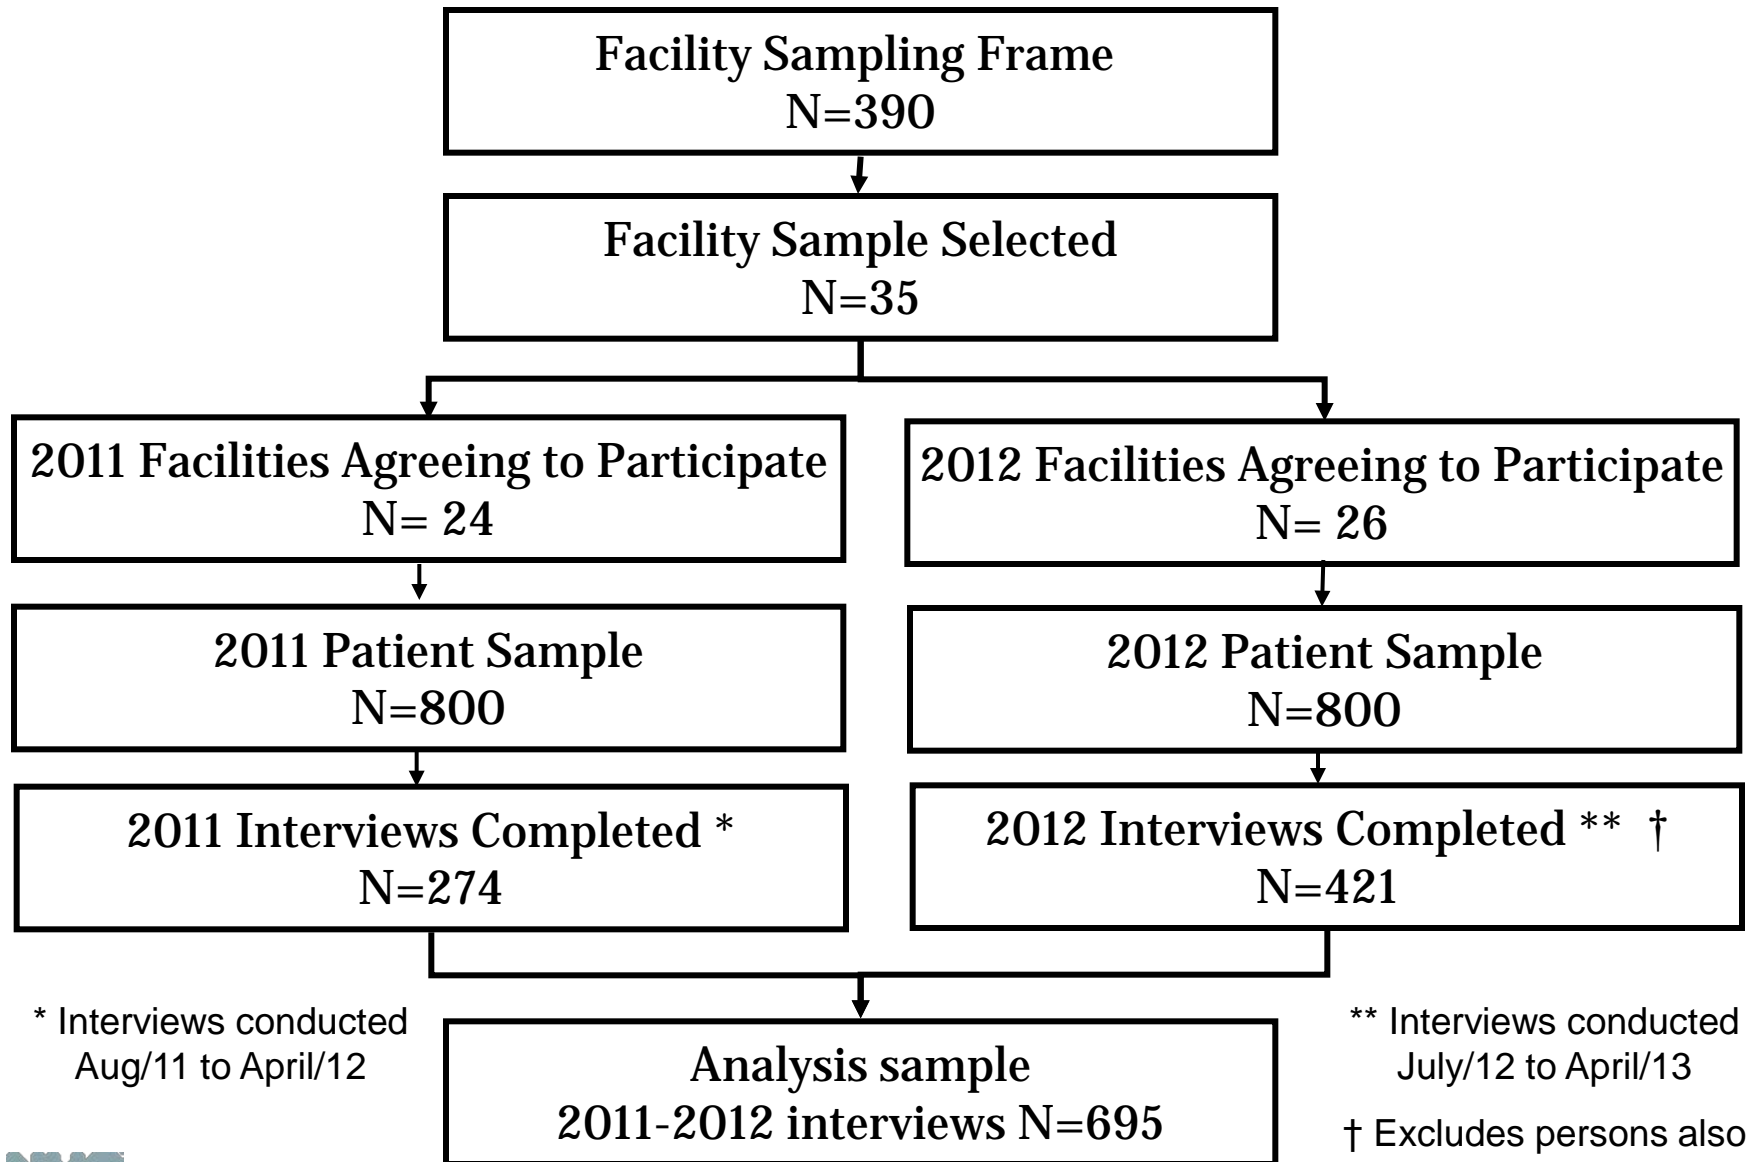 Facility Sampling Frame
N=390
Facility Sample Selected
N=35
2011 Facilities Agreeing to Participate
N= 24
2012 Facilities Agreeing to Participate
N= 26
2011 Patient Sample
N=800
2012 Patient Sample
N=800
2011 Interviews Completed *
N=274
2012 Interviews Completed ** †
N=421
* Interviews conducted
Aug/11 to April/12
Analysis sample
2011-2012 interviews N=695
** Interviews conducted
July/12 to April/13
† Excludes persons also